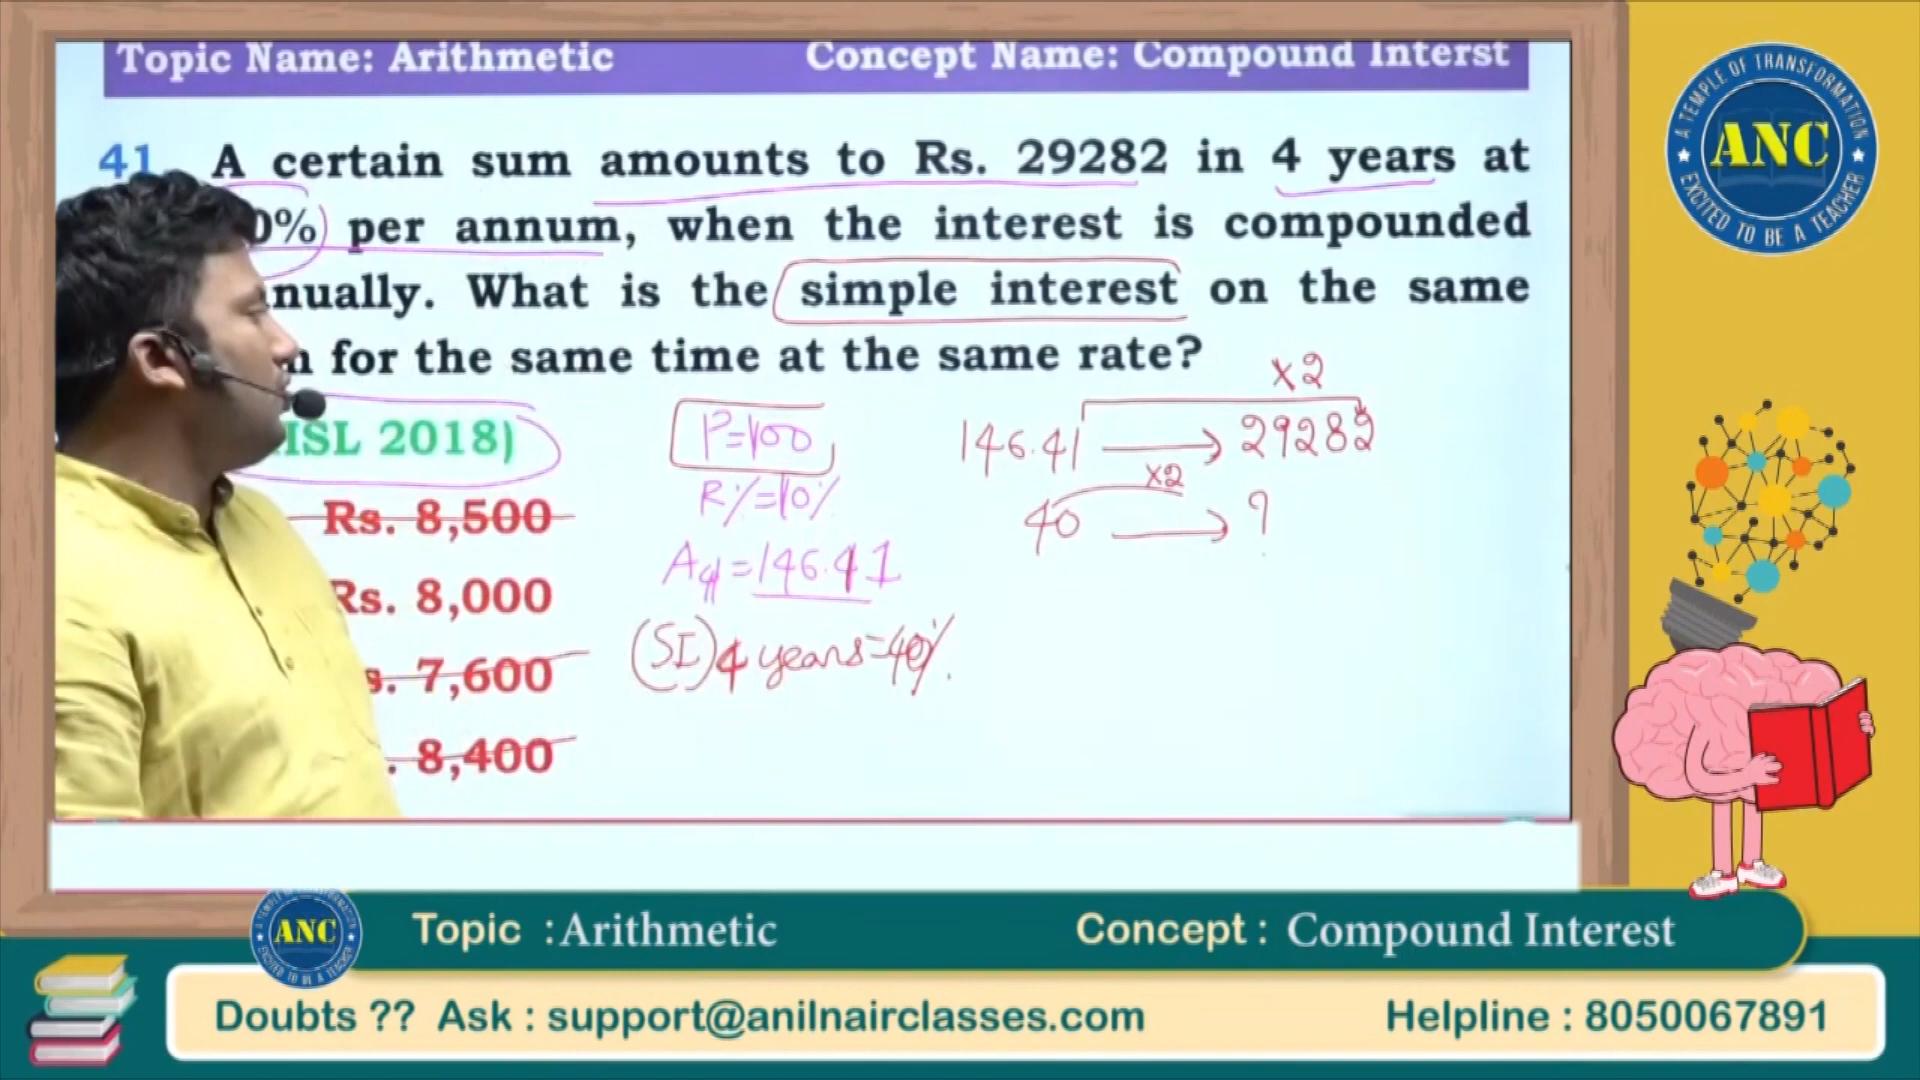 Topic Name: Arithmetic
Concept Name: Compound Interst
41. A certain sum amounts to Rs. 29282 in 4 years at
0% per annum, when the interest is compounded
nually. What is the simple interest on the same
for the same time at the same rate?
ISL 2018)
Rs. 8,500
Rs. 8,000
s. 7,600
. 8,400
P=100
R%=10%
A4=146.41
(SI) 4 years=40%.
×2
146.41 → 29282
×2
40 → ?
A TEMPLE OF TRANSFORMATION
ANC
EXCITED TO BE A TEACHER
ANC
Topic : Arithmetic
Concept : Compound Interest
Doubts ?? Ask : support@anilnairclasses.com
Helpline : 8050067891